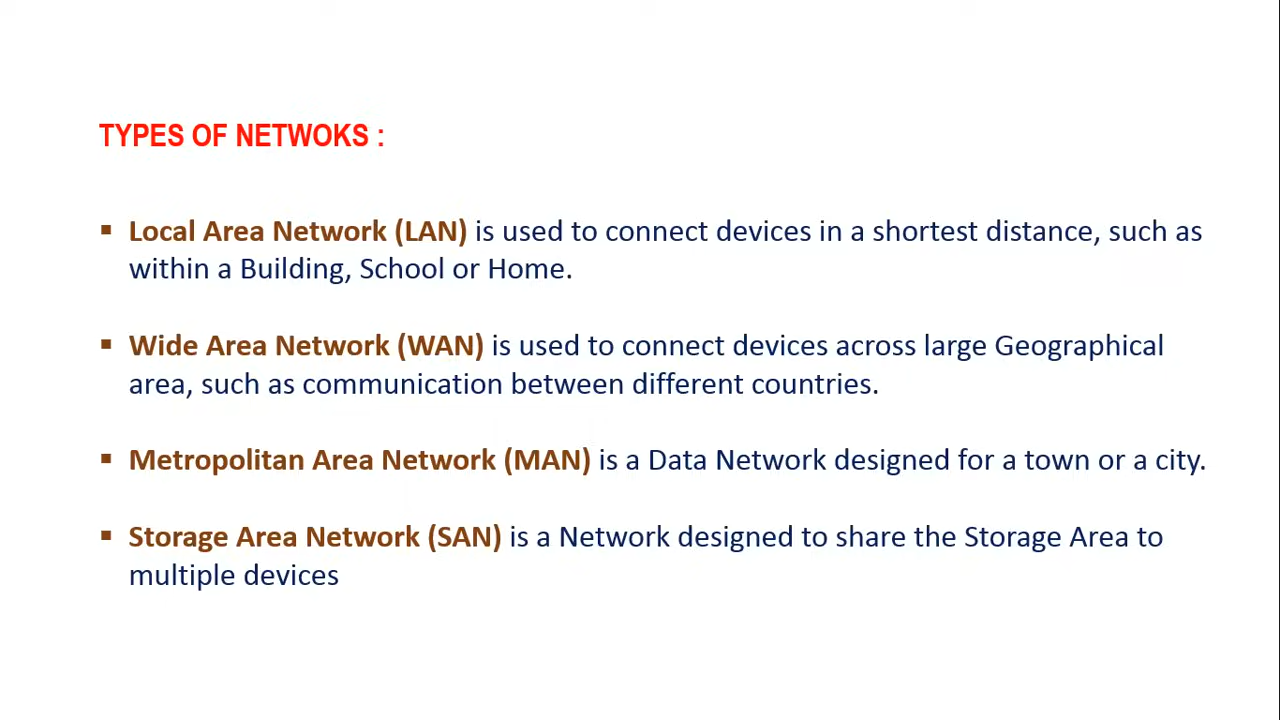 TYPES OF NETWOKS :
▪ Local Area Network (LAN) is used to connect devices in a shortest distance, such as
within a Building, School or Home.
▪ Wide Area Network (WAN) is used to connect devices across large Geographical
area, such as communication between different countries.
▪ Metropolitan Area Network (MAN) is a Data Network designed for a town or a city.
▪ Storage Area Network (SAN) is a Network designed to share the Storage Area to
multiple devices